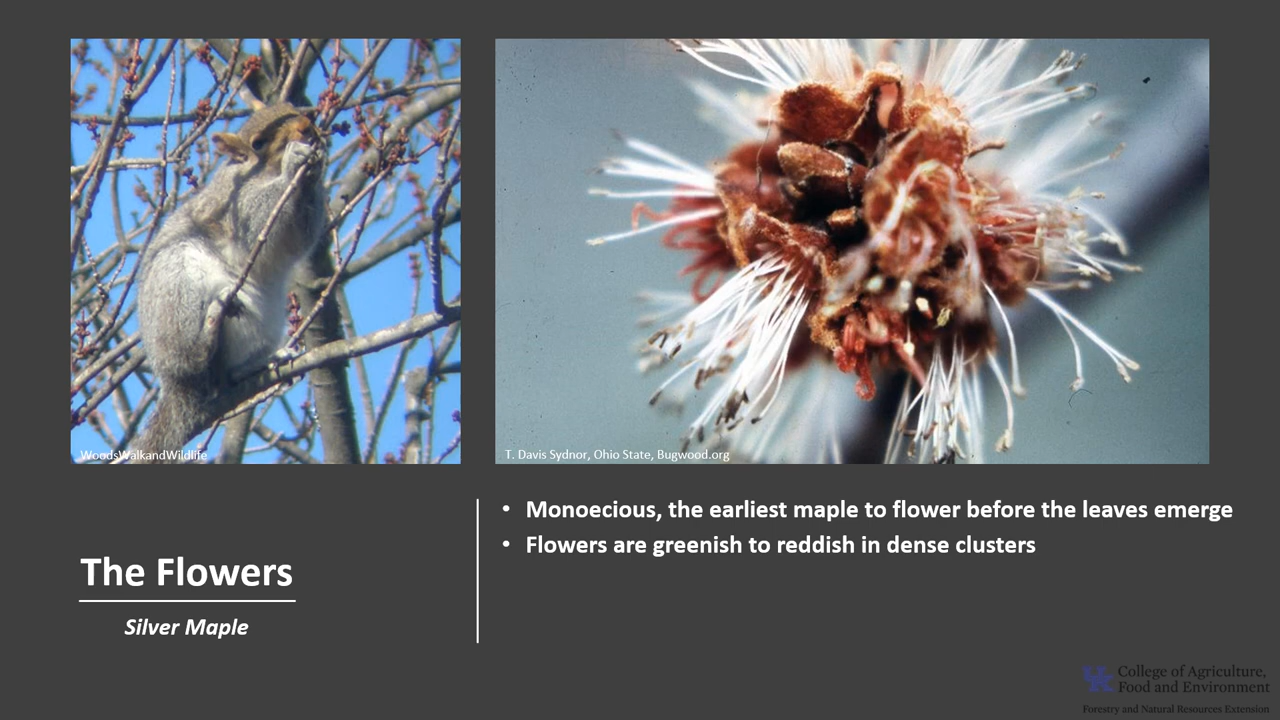 WoodsWalkandWildlife
T. Davis Sydnor, Ohio State, Bugwood.org
The Flowers
Silver Maple
• Monoecious, the earliest maple to flower before the leaves emerge
• Flowers are greenish to reddish in dense clusters
UK
College of Agriculture,
Food and Environment
Forestry and Natural Resources Extension